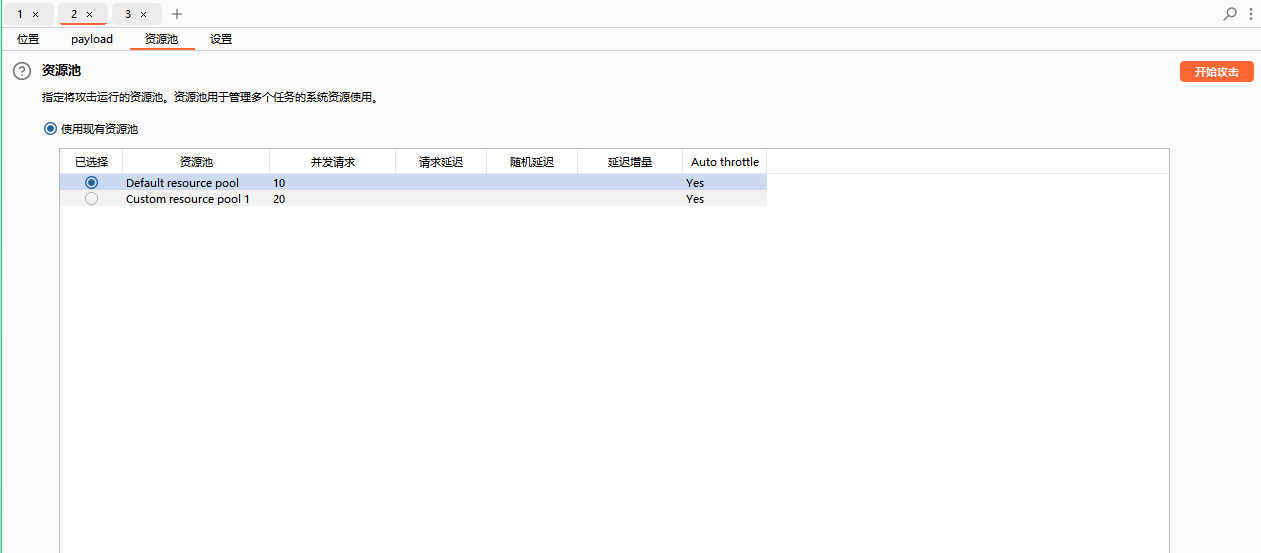 1 × 2 × 3 × +
位置 payload 资源池 设置
? 资源池 开始攻击
指定将攻击运行的资源池。资源池用于管理多个任务的系统资源使用。
使用现有资源池
已选择 资源池 并发请求 请求延迟 随机延迟 延迟增量 Auto throttle
Default resource pool 10 Yes
Custom resource pool 1 20 Yes